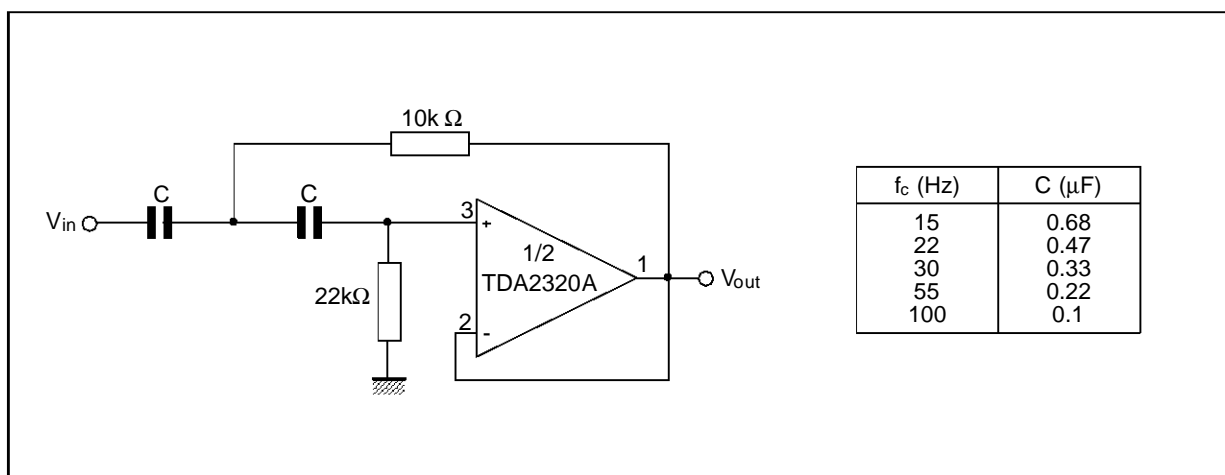 10k Ω
C
C
Vin
3
+
1/2
TDA2320A
1
Vout
22kΩ
2
-
fc (Hz) C (μF)
15 0.68
22 0.47
30 0.33
55 0.22
100 0.1